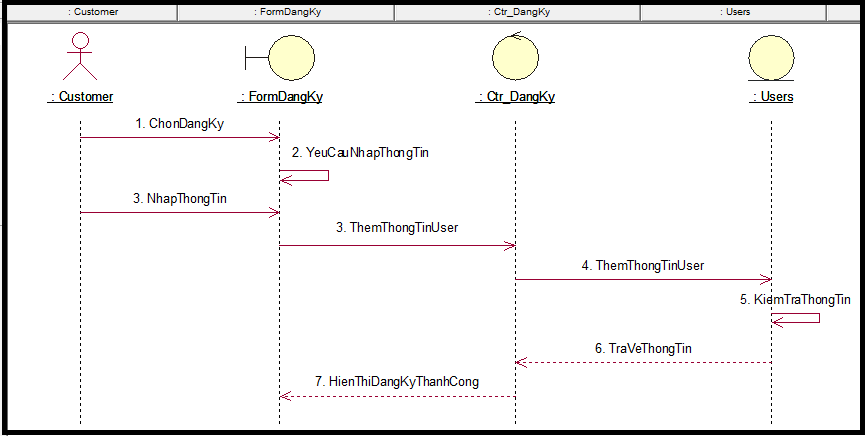 : Customer
: FormDangKy
: Ctr_DangKy
: Users
: Customer
: FormDangKy
: Ctr_DangKy
: Users
1. ChonDangKy
2. YeuCauNhapThongTin
3. NhapThongTin
3. ThemThongTinUser
4. ThemThongTinUser
5. KiemTraThongTin
6. TraVeThongTin
7. HienThiDangKyThanhCong